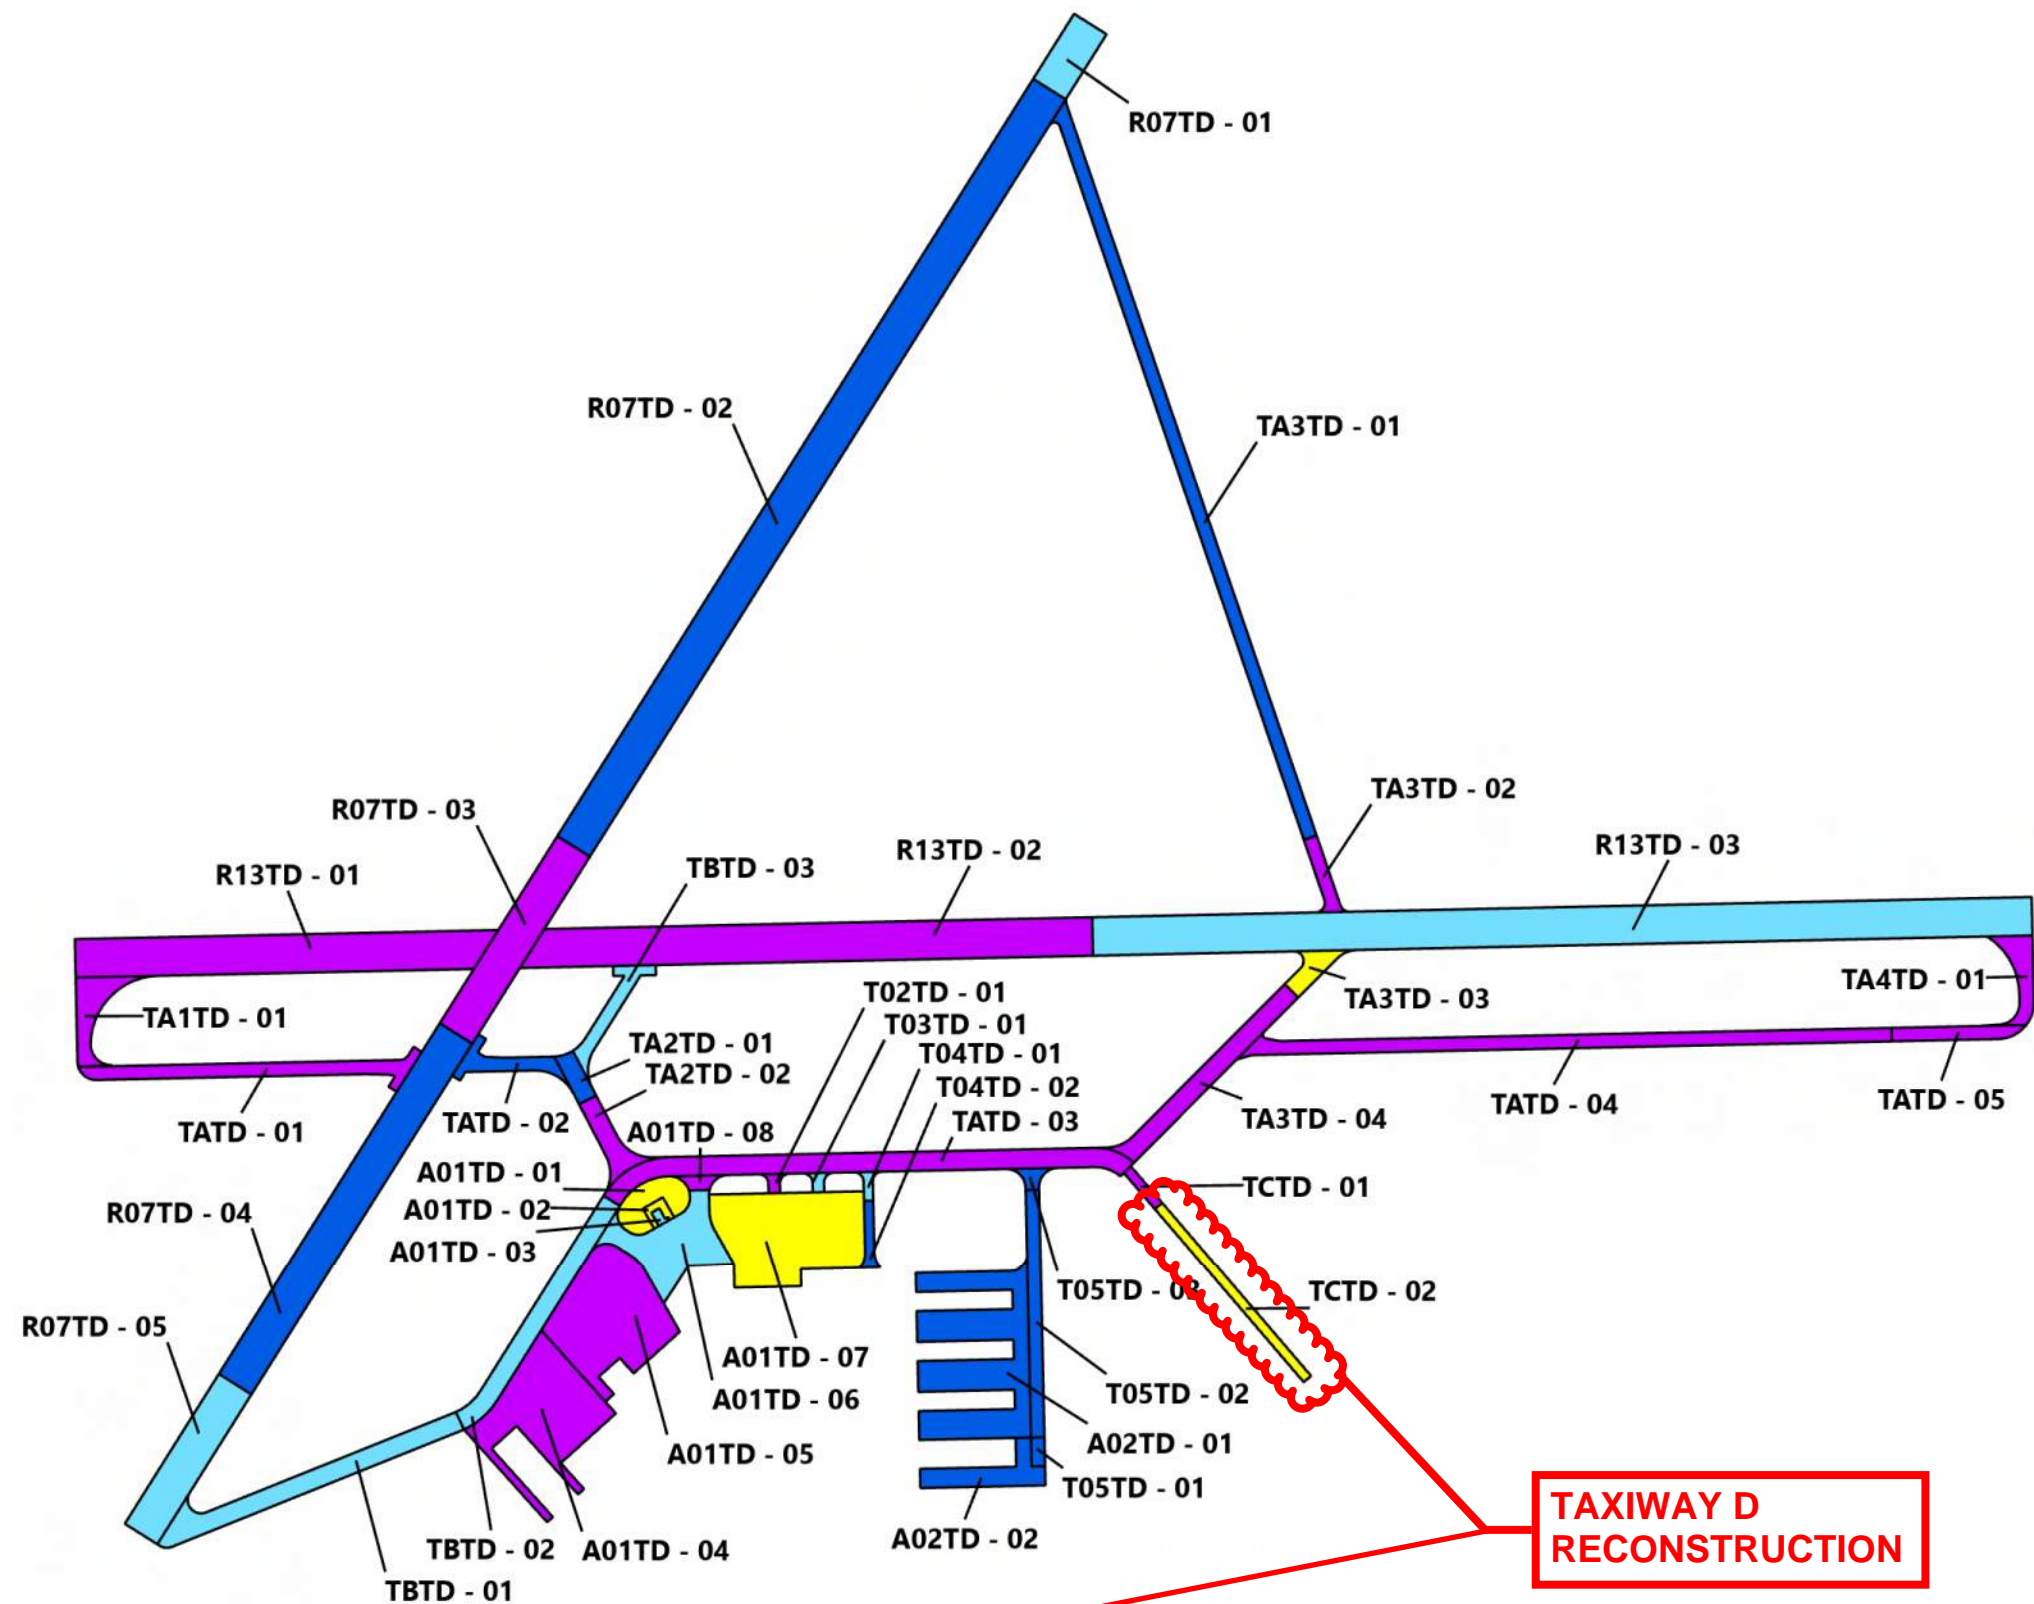 R07TD - 01
R07TD - 02
TA3TD - 01
TA3TD - 02
R07TD - 03
R13TD - 02
R13TD - 03
TBTD - 03
R13TD - 01
TA4TD - 01
T02TD - 01
TA3TD - 03
TA1TD - 01
T03TD - 01
TA2TD - 01
T04TD - 01
TA2TD - 02
T04TD - 02
TATD - 05
TATD - 04
TA3TD - 04
TATD - 03
TATD - 02
TATD - 01
A01TD - 08
A01TD - 01
TCTD - 01
A01TD - 02
R07TD - 04
A01TD - 03
T05TD - 03
TCTD - 02
R07TD - 05
A01TD - 07
T05TD - 02
A01TD - 06
A02TD - 01
A01TD - 05
T05TD - 01
A02TD - 02
TBTD - 02
A01TD - 04
TBTD - 01
TAXIWAY D
RECONSTRUCTION